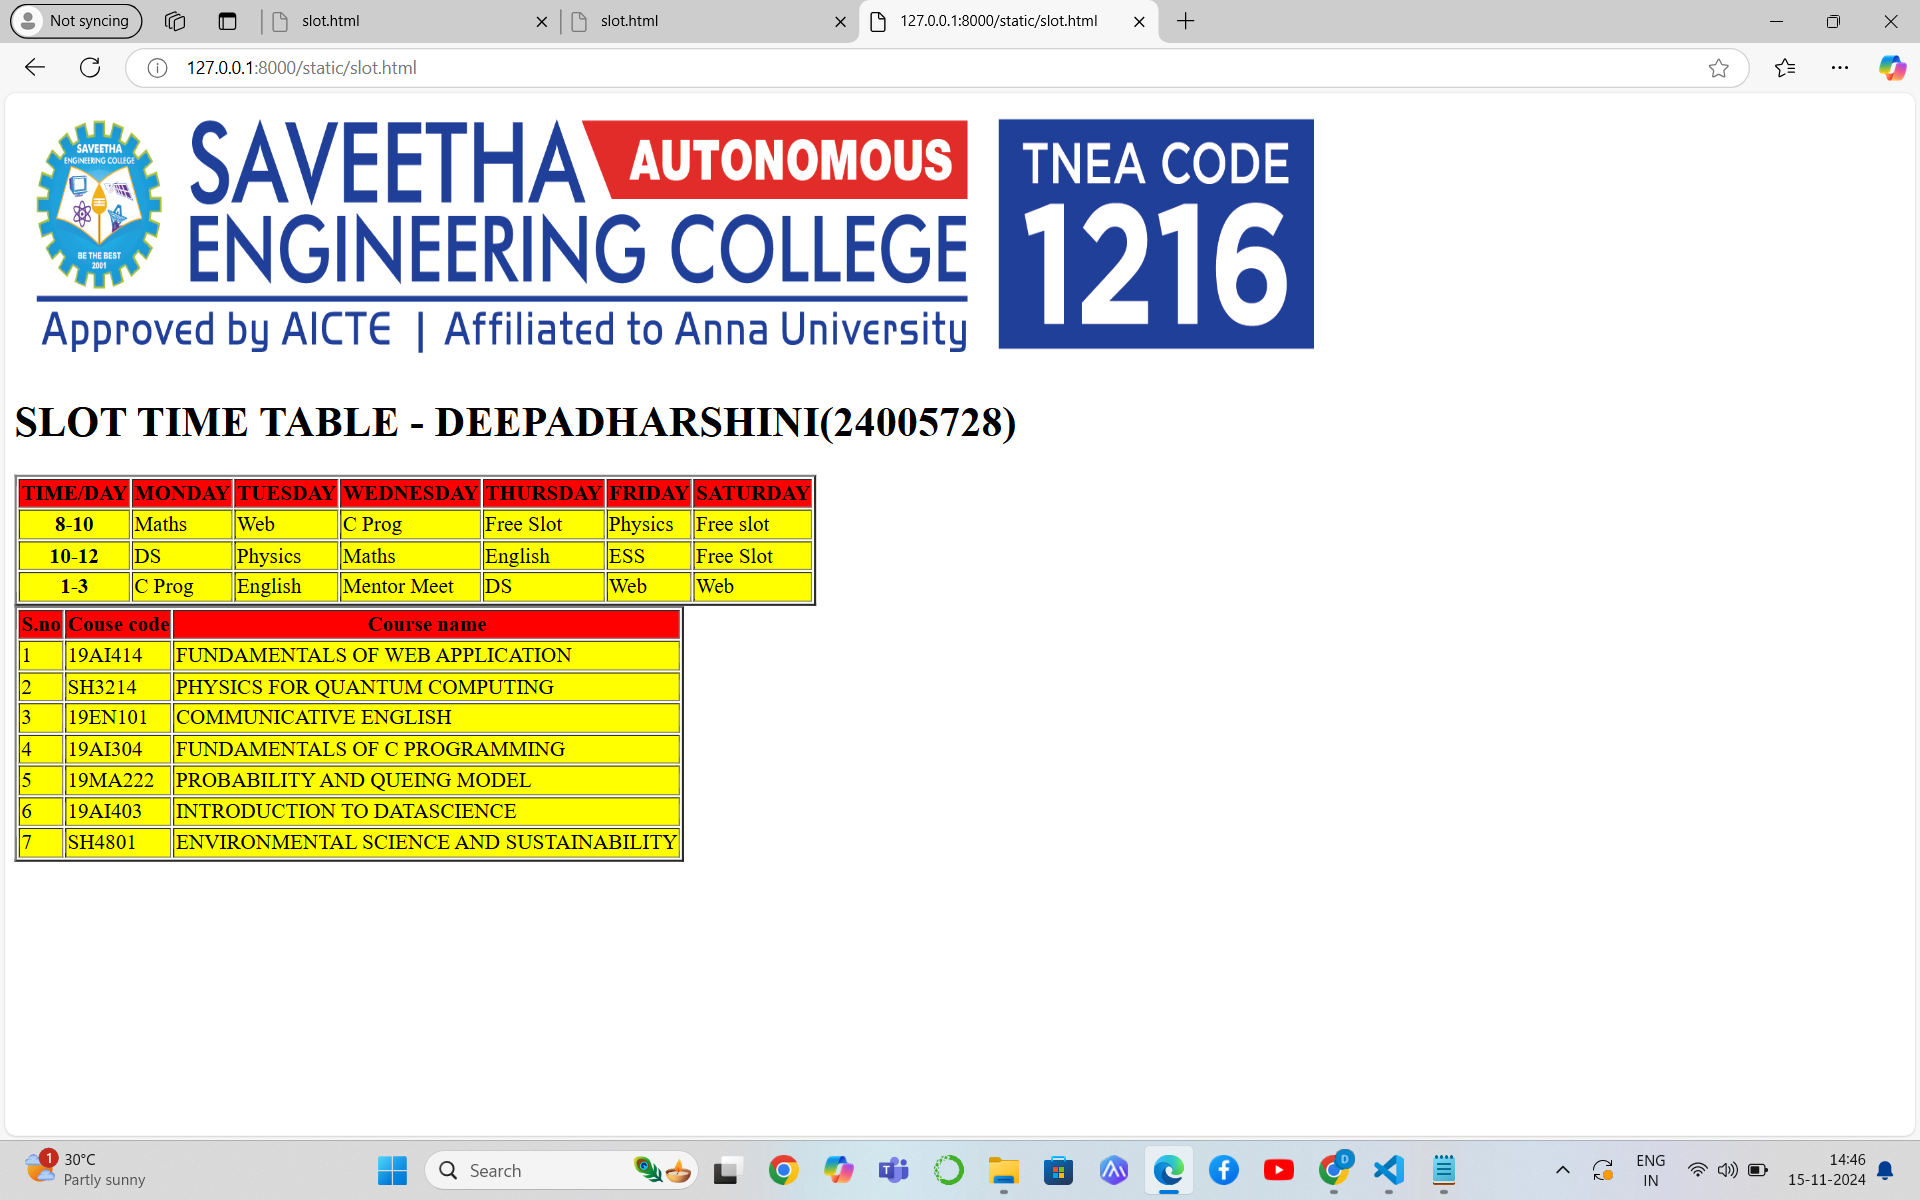 Not syncing
slot.html
slot.html
127.0.0.1:8000/static/slot.html
127.0.0.1:8000/static/slot.html
SAVEETHA
ENGINEERING COLLEGE
BE THE BEST
2001
SAVEETHA AUTONOMOUS
ENGINEERING COLLEGE
Approved by AICTE | Affiliated to Anna University
TNEA CODE
1216
SLOT TIME TABLE - DEEPADHARSHINI(24005728)
TIME/DAY MONDAY TUESDAY WEDNESDAY THURSDAY FRIDAY SATURDAY
8-10 Maths Web C Prog Free Slot Physics Free slot
10-12 DS Physics Maths English ESS Free Slot
1-3 C Prog English Mentor Meet DS Web Web
S.no Couse code Course name
1 19AI414 FUNDAMENTALS OF WEB APPLICATION
2 SH3214 PHYSICS FOR QUANTUM COMPUTING
3 19EN101 COMMUNICATIVE ENGLISH
4 19AI304 FUNDAMENTALS OF C PROGRAMMING
5 19MA222 PROBABILITY AND QUEING MODEL
6 19AI403 INTRODUCTION TO DATASCIENCE
7 SH4801 ENVIRONMENTAL SCIENCE AND SUSTAINABILITY
1
30°C
Partly sunny
Search
T
D
ENG
IN
14:46
15-11-2024